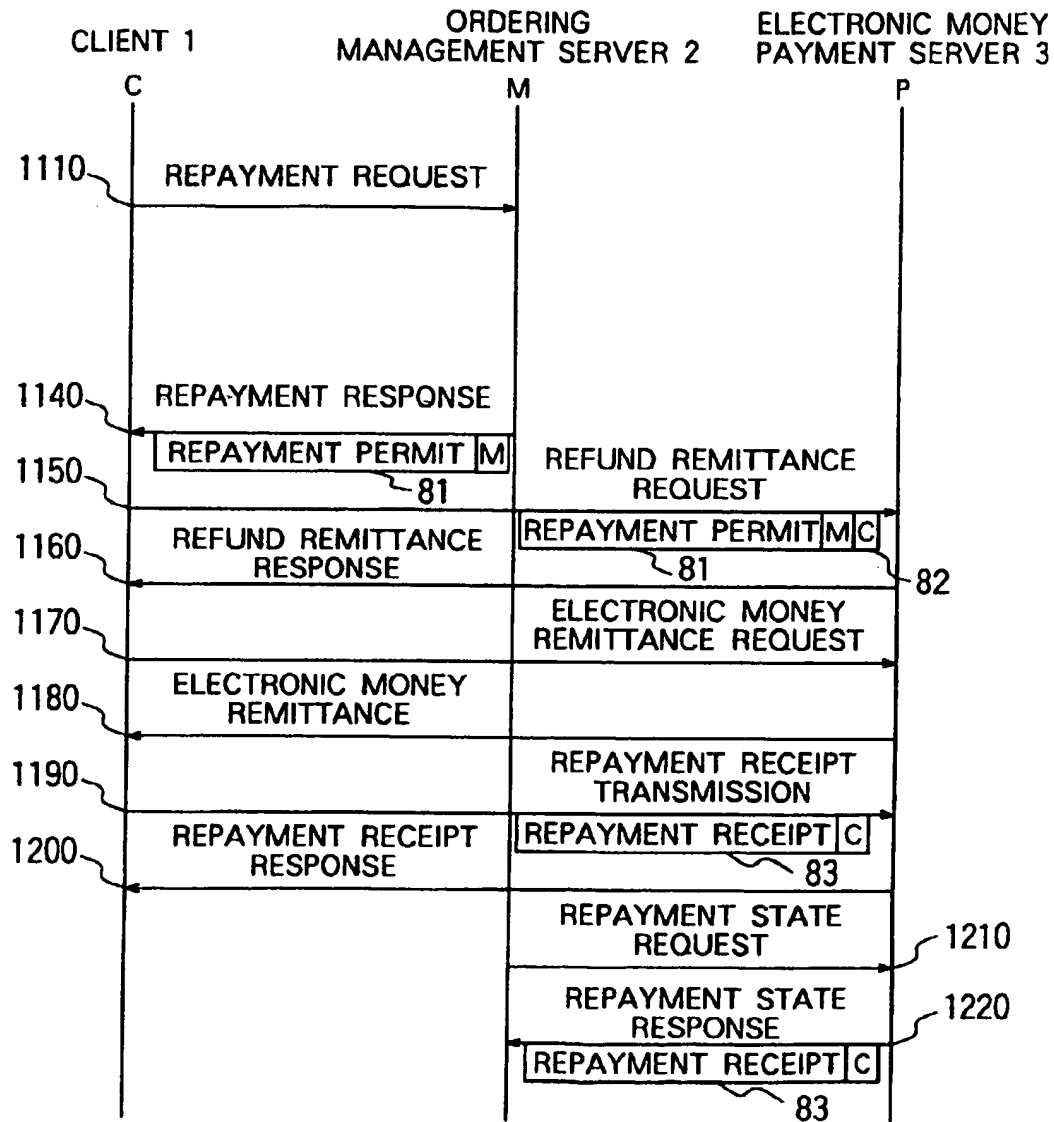 CLIENT 1
ORDERING
MANAGEMENT SERVER 2
ELECTRONIC MONEY
PAYMENT SERVER 3
C
M
P
1110
REPAYMENT REQUEST
1140
REPAYMENT RESPONSE
REPAYMENT PERMIT M
81
1150
REFUND REMITTANCE
REQUEST
REPAYMENT PERMIT M C
81
82
1160
REFUND REMITTANCE
RESPONSE
1170
ELECTRONIC MONEY
REMITTANCE REQUEST
1180
ELECTRONIC MONEY
REMITTANCE
1190
REPAYMENT RECEIPT
TRANSMISSION
REPAYMENT RECEIPT C
83
1200
REPAYMENT RECEIPT
RESPONSE
REPAYMENT STATE
REQUEST
1210
REPAYMENT STATE
RESPONSE
1220
REPAYMENT RECEIPT C
83